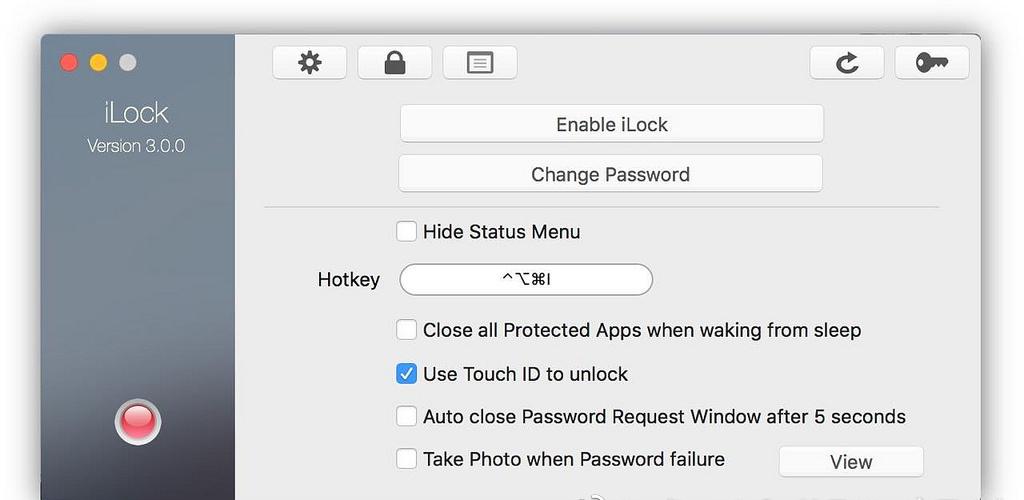 iLock
Version 3.0.0
Enable iLock
Change Password
Hide Status Menu
Hotkey ^⌥⌘I
Close all Protected Apps when waking from sleep
Use Touch ID to unlock
Auto close Password Request Window after 5 seconds
Take Photo when Password failure View